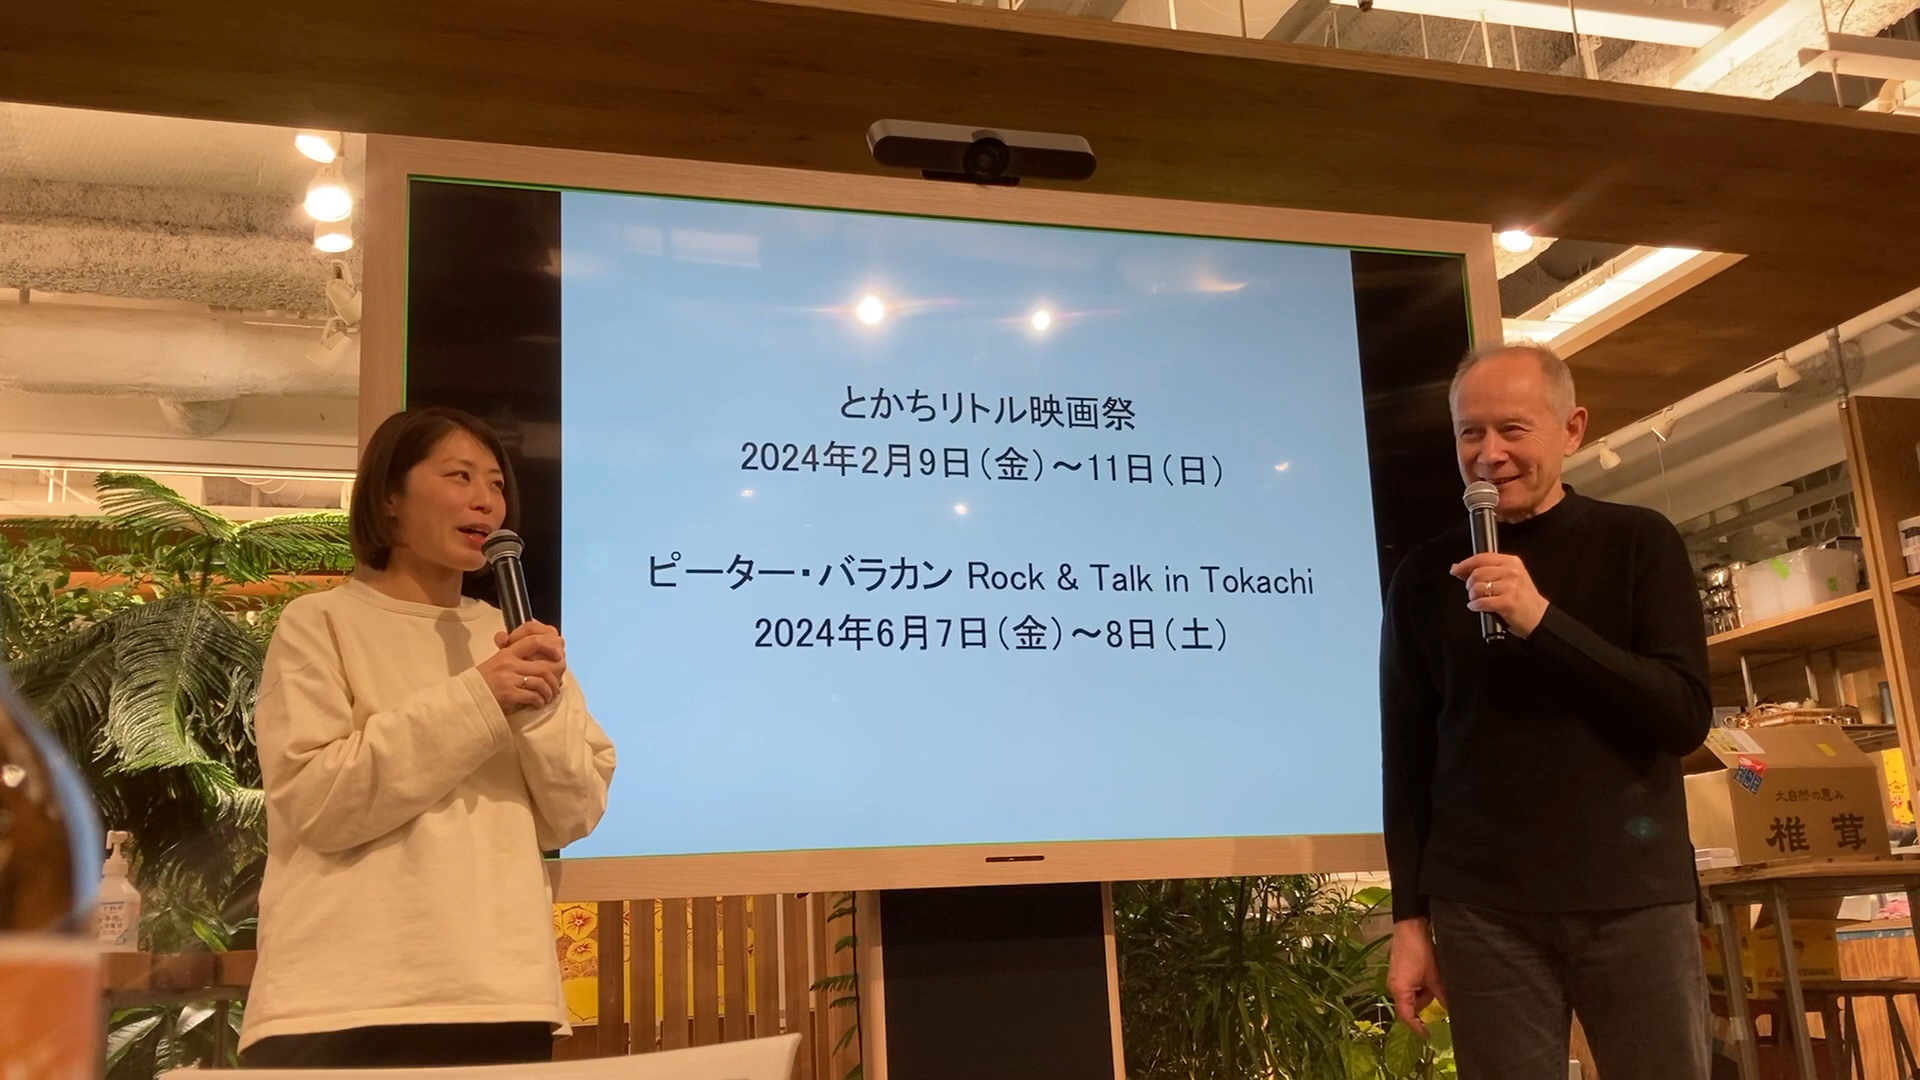 とかちリトル映画祭
2024年2月9日(金)～11日(日)
ピーター・バラカン Rock & Talk in Tokachi
2024年6月7日(金)～8日(土)
大自然の恵み
椎茸